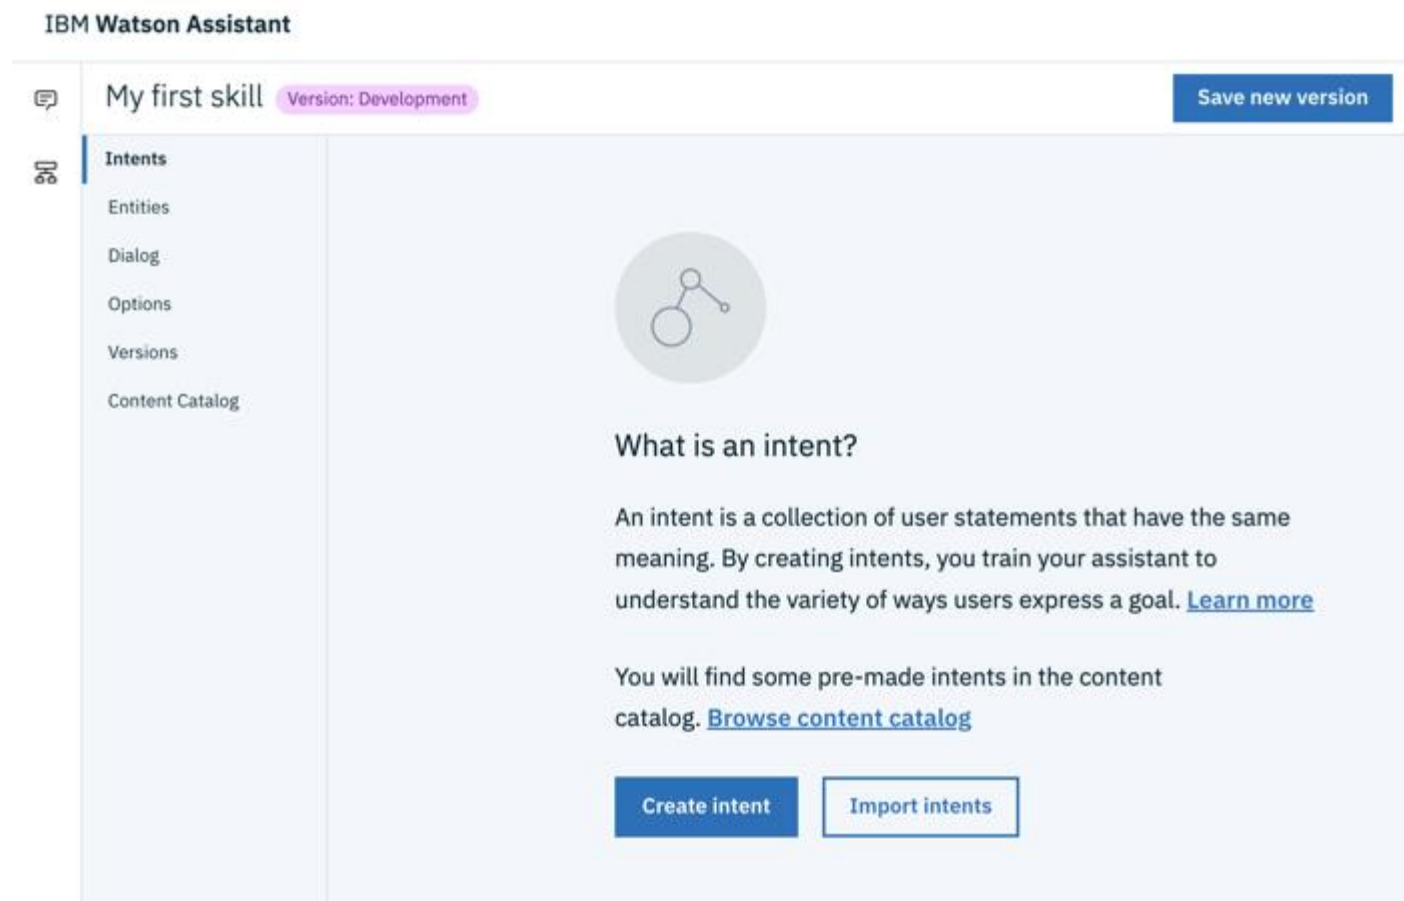 IBM Watson Assistant
My first skill Version: Development
Save new version
Intents
Entities
Dialog
Options
Versions
Content Catalog
What is an intent?
An intent is a collection of user statements that have the same
meaning. By creating intents, you train your assistant to
understand the variety of ways users express a goal. Learn more
You will find some pre-made intents in the content
catalog. Browse content catalog
Create intent
Import intents